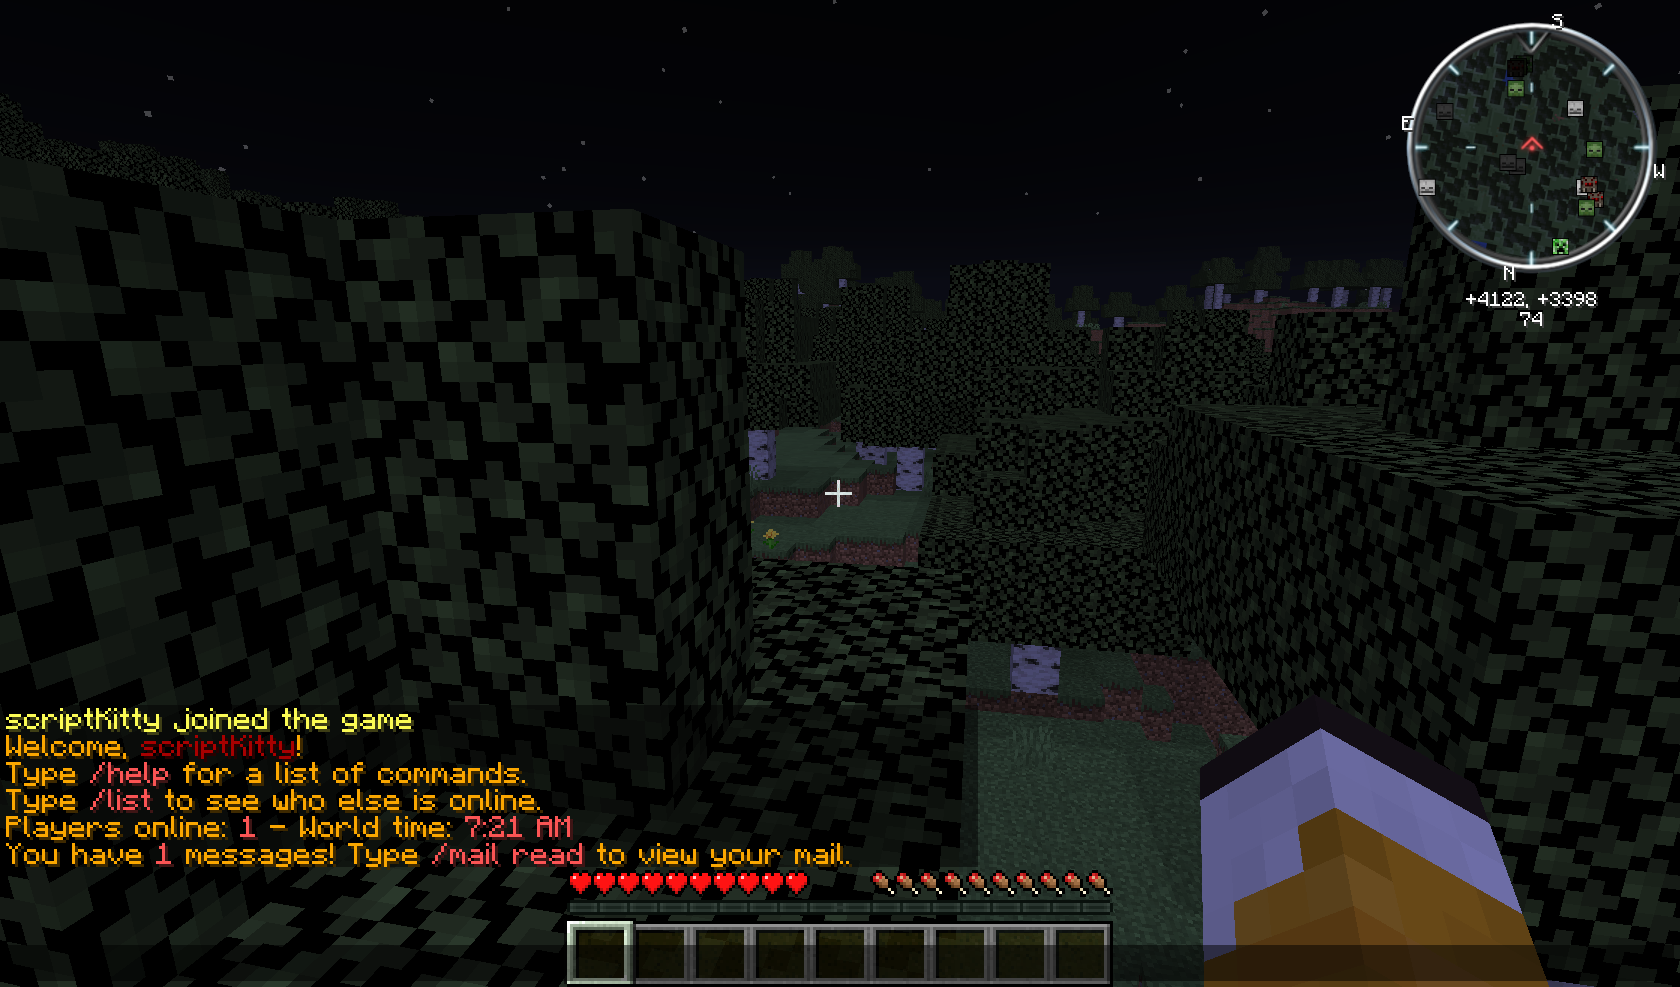 S
E
W
N
+4122, +3398
74
scriptKitty joined the game
Welcome, scriptKitty!
Type /help for a list of commands.
Type /list to see who else is online.
Players online: 1 - World time: 7:21 AM
You have 1 messages! Type /mail read to view your mail.